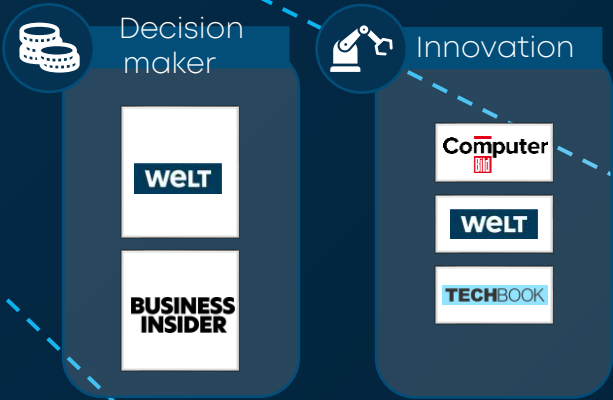 Decision
maker
WELT
BUSINESS
INSIDER
Innovation
Computer
Bild
WELT
TECHBOOK